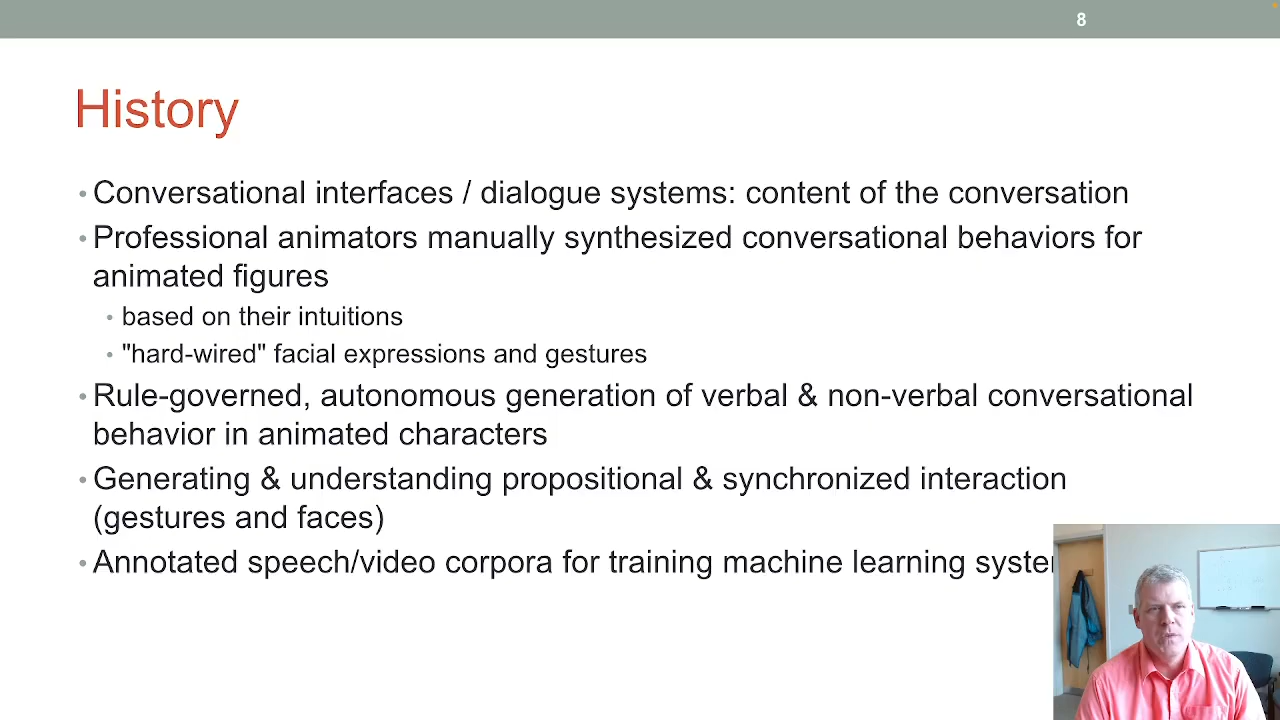 8
History
Conversational interfaces / dialogue systems: content of the conversation
Professional animators manually synthesized conversational behaviors for
animated figures
based on their intuitions
"hard-wired" facial expressions and gestures
Rule-governed, autonomous generation of verbal & non-verbal conversational
behavior in animated characters
Generating & understanding propositional & synchronized interaction
(gestures and faces)
Annotated speech/video corpora for training machine learning